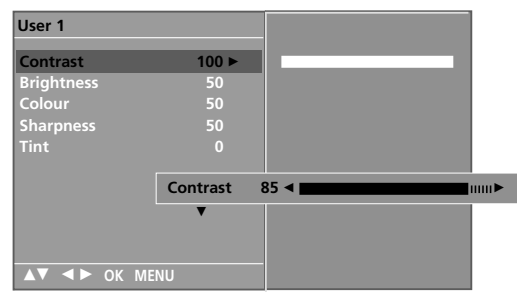 User 1
Contrast 100 ►
Brightness 50
Colour 50
Sharpness 50
Tint 0
Contrast 85 ◄ ►
▼
▲▼ ◄► OK MENU